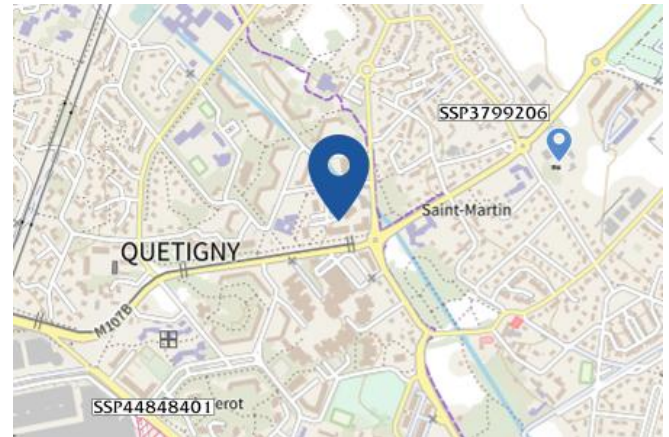 SSP3799206
Saint-Martin
QUETIGNY
M107B
SSP44848401
erot